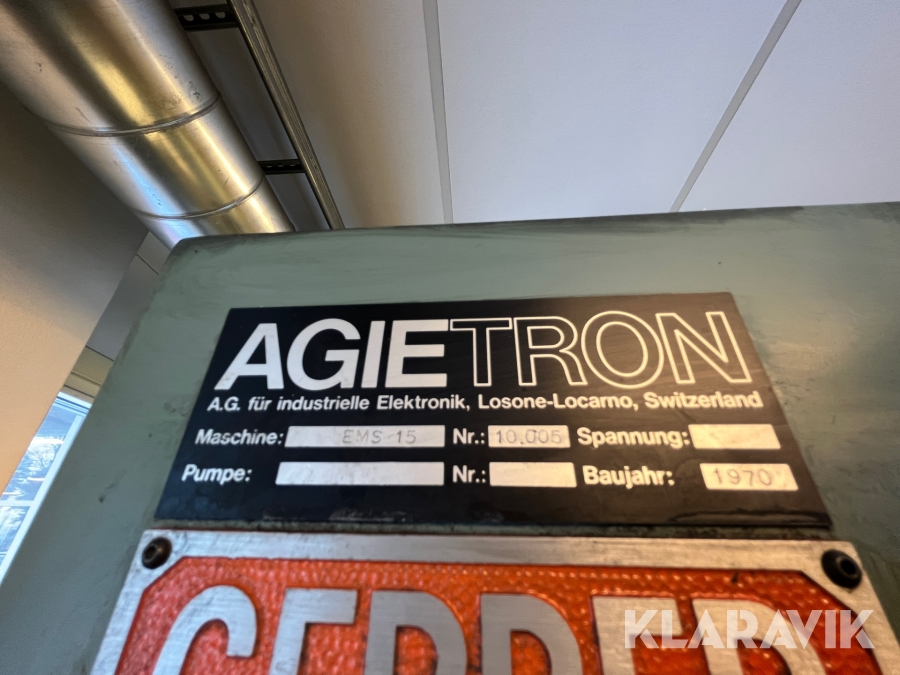 AGIETRON
A.G. für industrielle Elektronik, Losone-Locarno, Switzerland
Maschine: EMS-15 Nr.: 10.005 Spannung:
Pumpe: Nr.: Baujahr: 1970
KLARAVIK